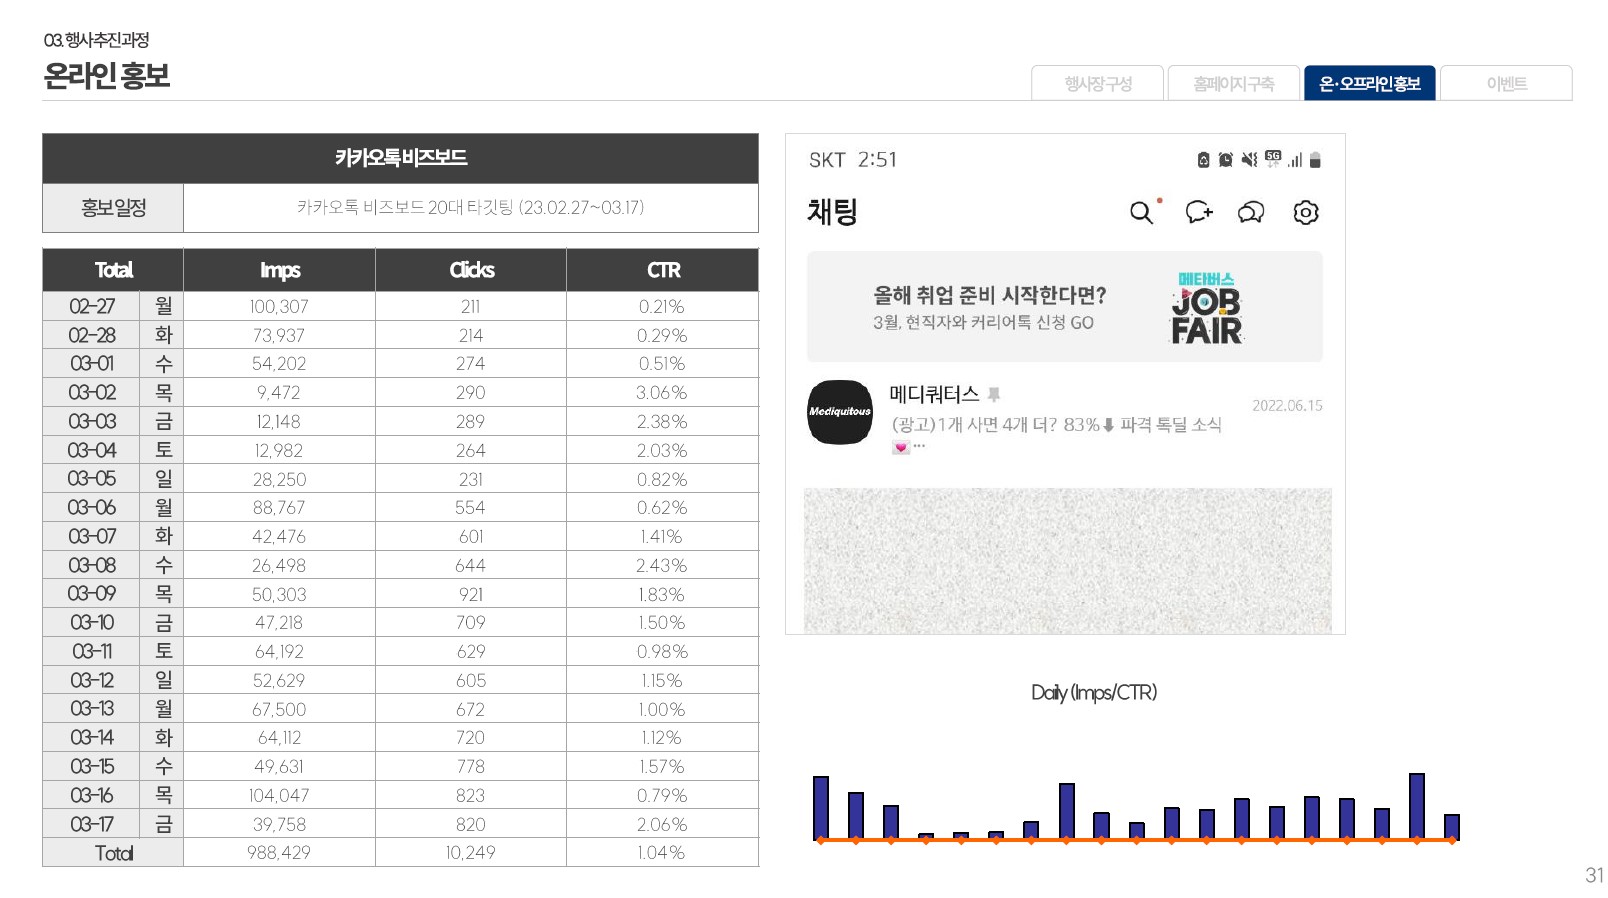 03. 행사 추진 과정
온라인 홍보
행사장 구성 홈페이지 구축 온·오프라인 홍보 이벤트
카카오톡 비즈보드
홍보 일정 카카오톡 비즈보드 20대 타깃팅 (23.02.27~03.17)
Total Imps Clicks CTR
02-27 월 100,307 211 0.21%
02-28 화 73,937 214 0.29%
03-01 수 54,202 274 0.51%
03-02 목 9,472 290 3.06%
03-03 금 12,148 289 2.38%
03-04 토 12,982 264 2.03%
03-05 일 28,250 231 0.82%
03-06 월 88,767 554 0.62%
03-07 화 42,476 601 1.41%
03-08 수 26,498 644 2.43%
03-09 목 50,303 921 1.83%
03-10 금 47,218 709 1.50%
03-11 토 64,192 629 0.98%
03-12 일 52,629 605 1.15%
03-13 월 67,500 672 1.00%
03-14 화 64,112 720 1.12%
03-15 수 49,631 778 1.57%
03-16 목 104,047 823 0.79%
03-17 금 39,758 820 2.06%
Total 988,429 10,249 1.04%
SKT 2:51
5G
채팅
올해 취업 준비 시작한다면?
3월, 현직자와 커리어톡 신청 GO
메타버스
JOB
FAIR
Mediquitous
메디쿼터스
2022.06.15
(광고)1개 사면 4개 더? 83%⬇ 파격 톡딜 소식
💌…
Daily (Imps/CTR)
31